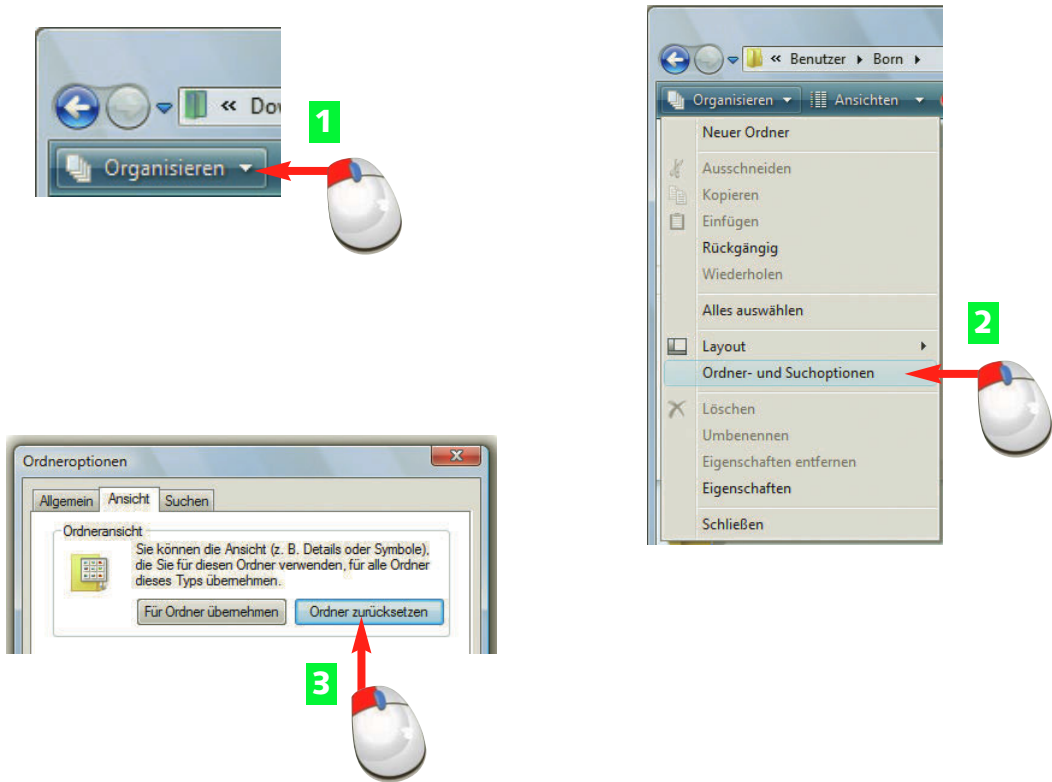 « Dow
1
Organisieren
« Benutzer Born
Organisieren Ansichten
Neuer Ordner
Ausschneiden
Kopieren
Einfügen
Rückgängig
Wiederholen
Alles auswählen
2
Layout
Ordner- und Suchoptionen
Löschen
Umbenennen
Eigenschaften entfernen
Eigenschaften
Schließen
Ordneroptionen
Allgemein Ansicht Suchen
Ordneransicht
Sie können die Ansicht (z. B. Details oder Symbole),
die Sie für diesen Ordner verwenden, für alle Ordner
dieses Typs übernehmen.
Für Ordner übernehmen Ordner zurücksetzen
3